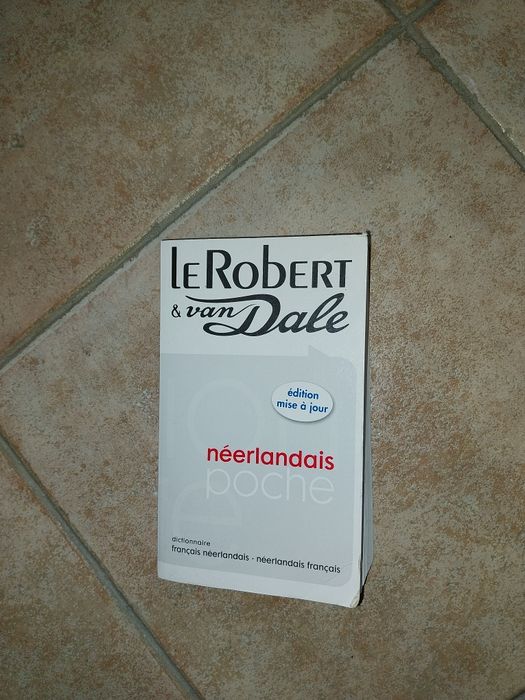 leRobert
& van Dale
édition
mise à jour
néerlandais
poche
dictionnaire
français néerlandais - néerlandais français